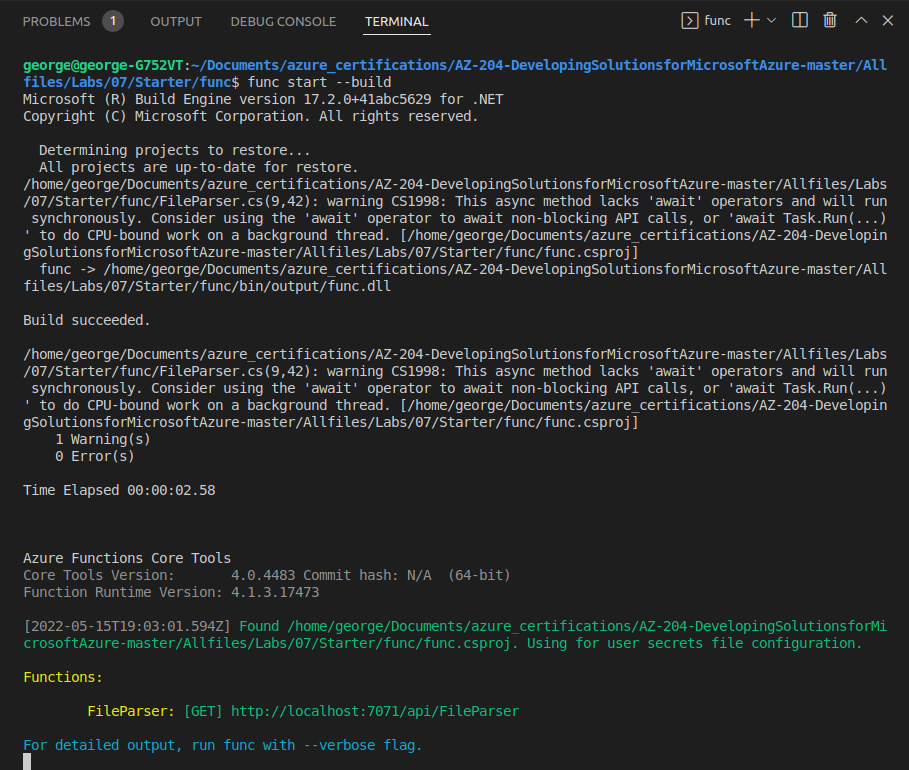 PROBLEMS 1 OUTPUT DEBUG CONSOLE TERMINAL func
george@george-G752VT:~/Documents/azure_certifications/AZ-204-DevelopingSolutionsforMicrosoftAzure-master/All
files/Labs/07/Starter/func$ func start --build
Microsoft (R) Build Engine version 17.2.0+41abc5629 for .NET
Copyright (C) Microsoft Corporation. All rights reserved.
Determining projects to restore...
All projects are up-to-date for restore.
/home/george/Documents/azure_certifications/AZ-204-DevelopingSolutionsforMicrosoftAzure-master/Allfiles/Labs
/07/Starter/func/FileParser.cs(9,42): warning CS1998: This async method lacks 'await' operators and will run
synchronously. Consider using the 'await' operator to await non-blocking API calls, or 'await Task.Run(...)
' to do CPU-bound work on a background thread. [/home/george/Documents/azure_certifications/AZ-204-Developin
gSolutionsforMicrosoftAzure-master/Allfiles/Labs/07/Starter/func/func.csproj]
func -> /home/george/Documents/azure_certifications/AZ-204-DevelopingSolutionsforMicrosoftAzure-master/All
files/Labs/07/Starter/func/bin/output/func.dll
Build succeeded.
/home/george/Documents/azure_certifications/AZ-204-DevelopingSolutionsforMicrosoftAzure-master/Allfiles/Labs
/07/Starter/func/FileParser.cs(9,42): warning CS1998: This async method lacks 'await' operators and will run
synchronously. Consider using the 'await' operator to await non-blocking API calls, or 'await Task.Run(...)
' to do CPU-bound work on a background thread. [/home/george/Documents/azure_certifications/AZ-204-Developin
gSolutionsforMicrosoftAzure-master/Allfiles/Labs/07/Starter/func/func.csproj]
1 Warning(s)
0 Error(s)
Time Elapsed 00:00:02.58
Azure Functions Core Tools
Core Tools Version: 4.0.4483 Commit hash: N/A (64-bit)
Function Runtime Version: 4.1.3.17473
[2022-05-15T19:03:01.594Z] Found /home/george/Documents/azure_certifications/AZ-204-DevelopingSolutionsforMi
crosoftAzure-master/Allfiles/Labs/07/Starter/func/func.csproj. Using for user secrets file configuration.
Functions:
FileParser: [GET] http://localhost:7071/api/FileParser
For detailed output, run func with --verbose flag.